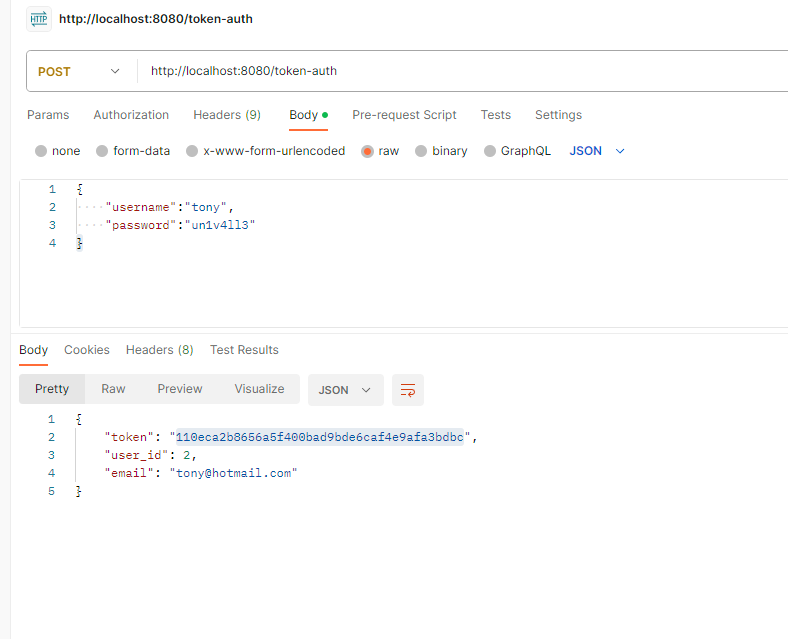 HTTP http://localhost:8080/token-auth
POST http://localhost:8080/token-auth
Params Authorization Headers (9) Body Pre-request Script Tests Settings
none form-data x-www-form-urlencoded raw binary GraphQL JSON
1 {
2 ····"username":"tony",
3 ····"password":"un1v4ll3"
4 }
Body Cookies Headers (8) Test Results
Pretty Raw Preview Visualize JSON
1 {
2 "token": "110eca2b8656a5f400bad9bde6caf4e9afa3bdbc",
3 "user_id": 2,
4 "email": "tony@hotmail.com"
5 }